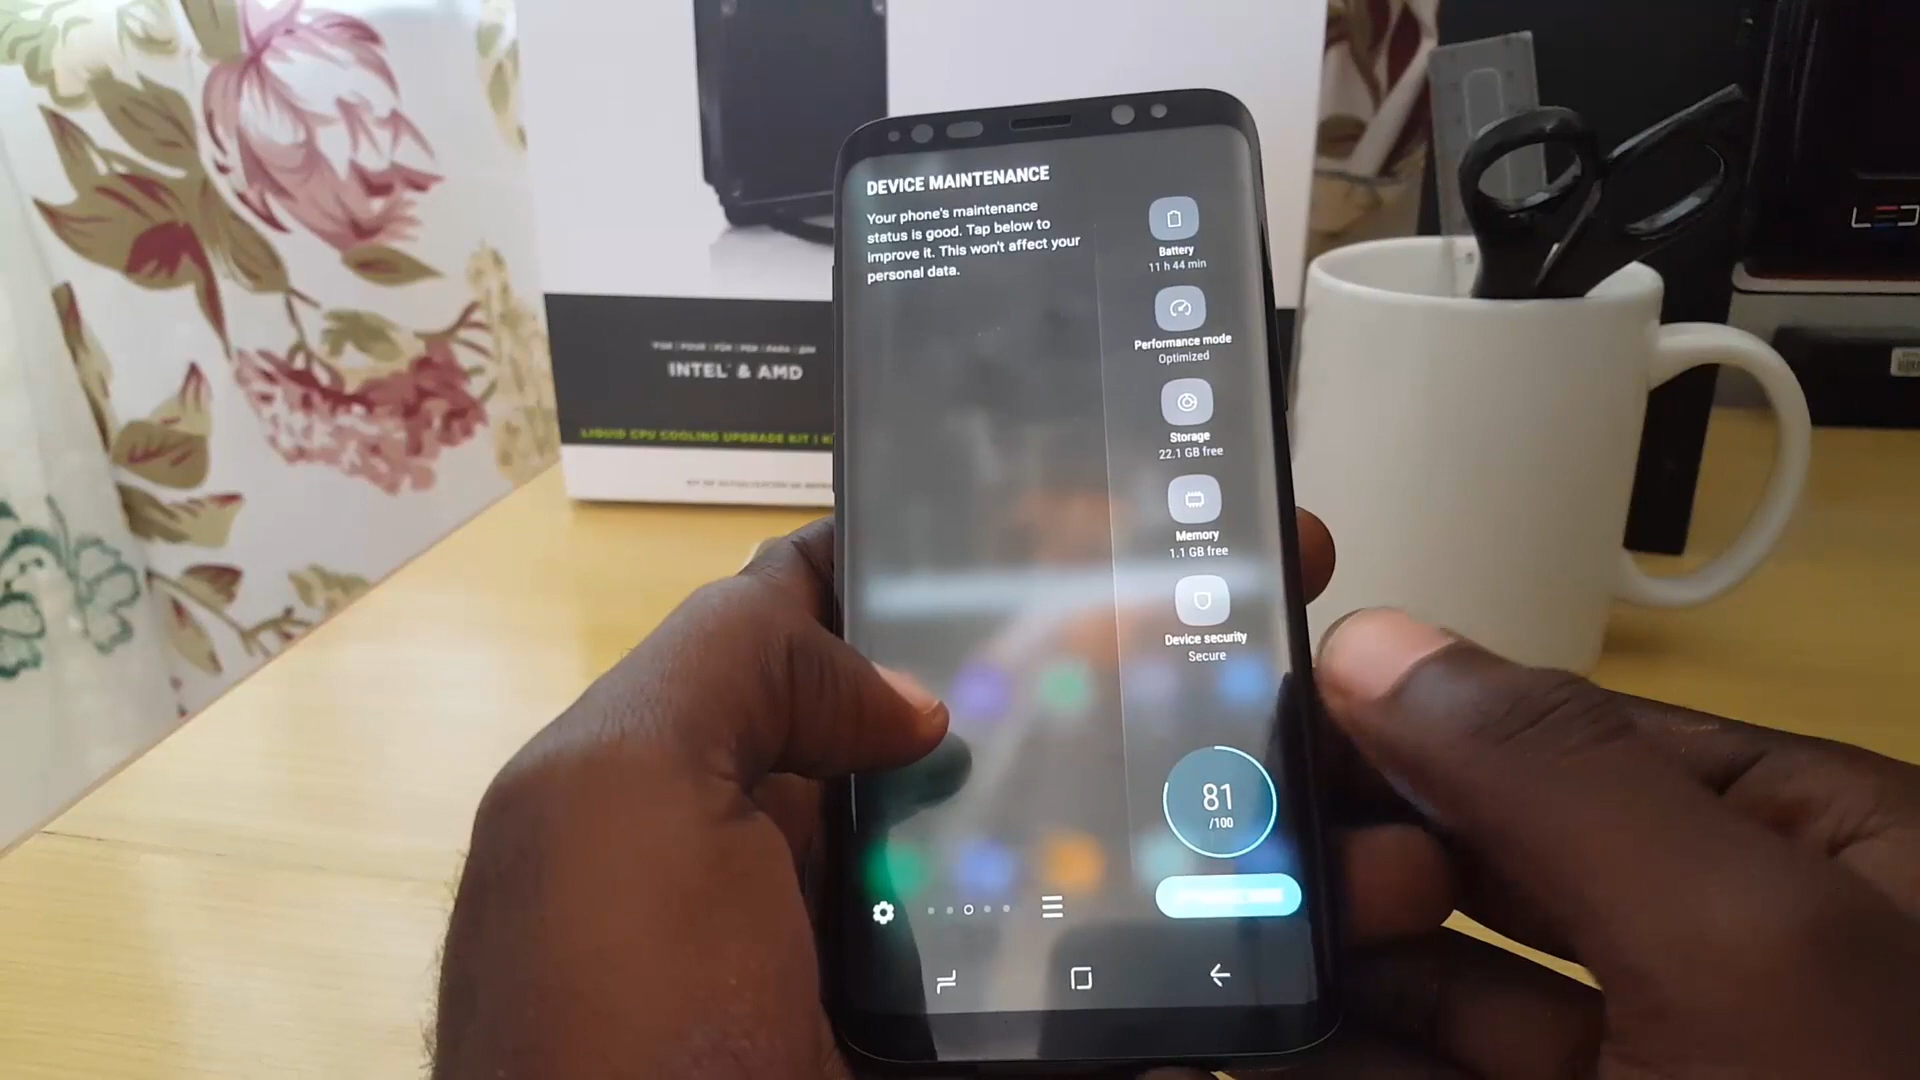 DEVICE MAINTENANCE
Your phone's maintenance
status is good. Tap below to
improve it. This won't affect your
personal data.
Battery
11 h 44 min
Performance mode
Optimized
Storage
22.1 GB free
Memory
1.1 GB free
Device security
Secure
81
/100
INTEL® & AMD
LIQUID CPU COOLING UPGRADE KIT |
LED